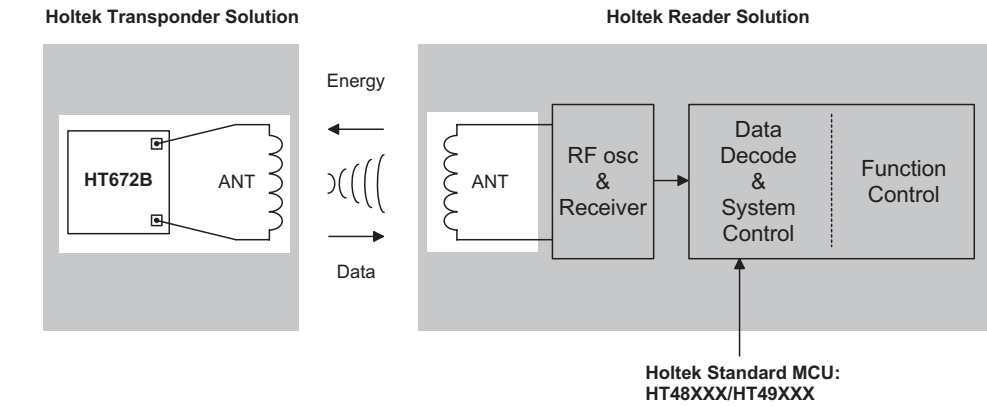 Holtek Transponder Solution
Holtek Reader Solution
Energy
HT672B
ANT
Data
ANT
RF osc
&
Receiver
Data
Decode
&
System
Control
Function
Control
Holtek Standard MCU:
HT48XXX/HT49XXX